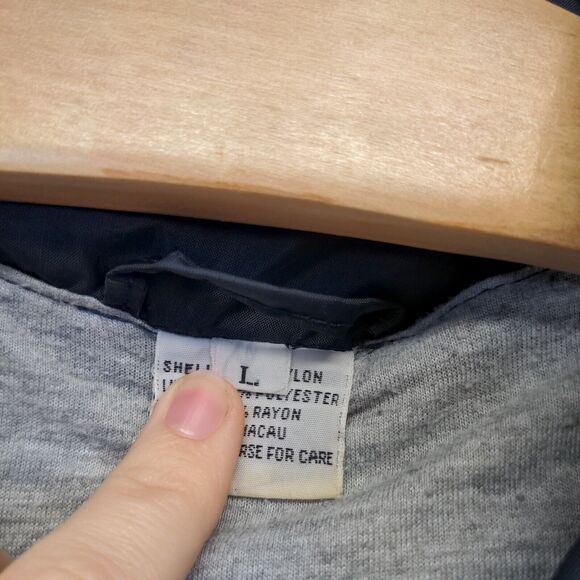 L
SHELL YLON
% POLYESTER
% RAYON
MACAU
RSE FOR CARE